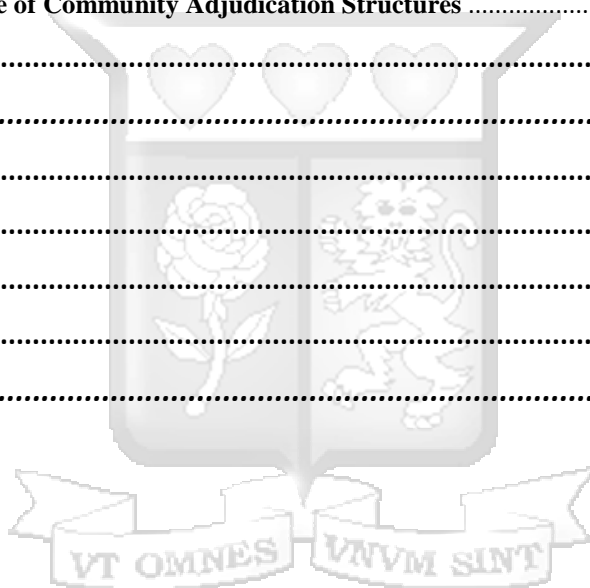 e of Community Adjudication Structures ..................
VT OMNES VNVM SINT